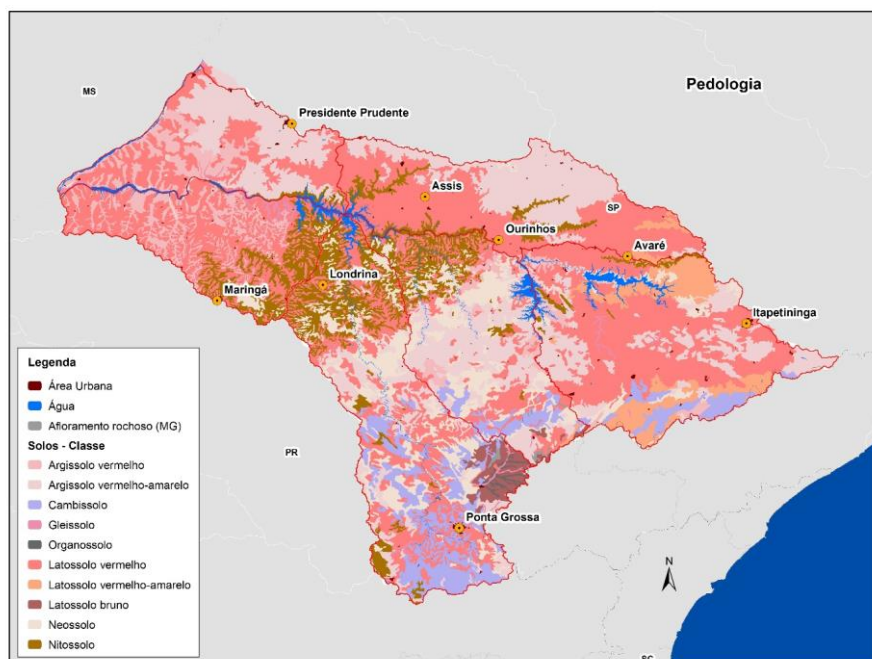 Pedologia
MS
Presidente Prudente
Assis
SP
Ourinhos
Avaré
Londrina
Maringá
Itapetininga
PR
Ponta Grossa
N
SC
Legenda
Área Urbana
Água
Afloramento rochoso (MG)
Solos - Classe
Argissolo vermelho
Argissolo vermelho-amarelo
Cambissolo
Gleissolo
Organossolo
Latossolo vermelho
Latossolo vermelho-amarelo
Latossolo bruno
Neossolo
Nitossolo